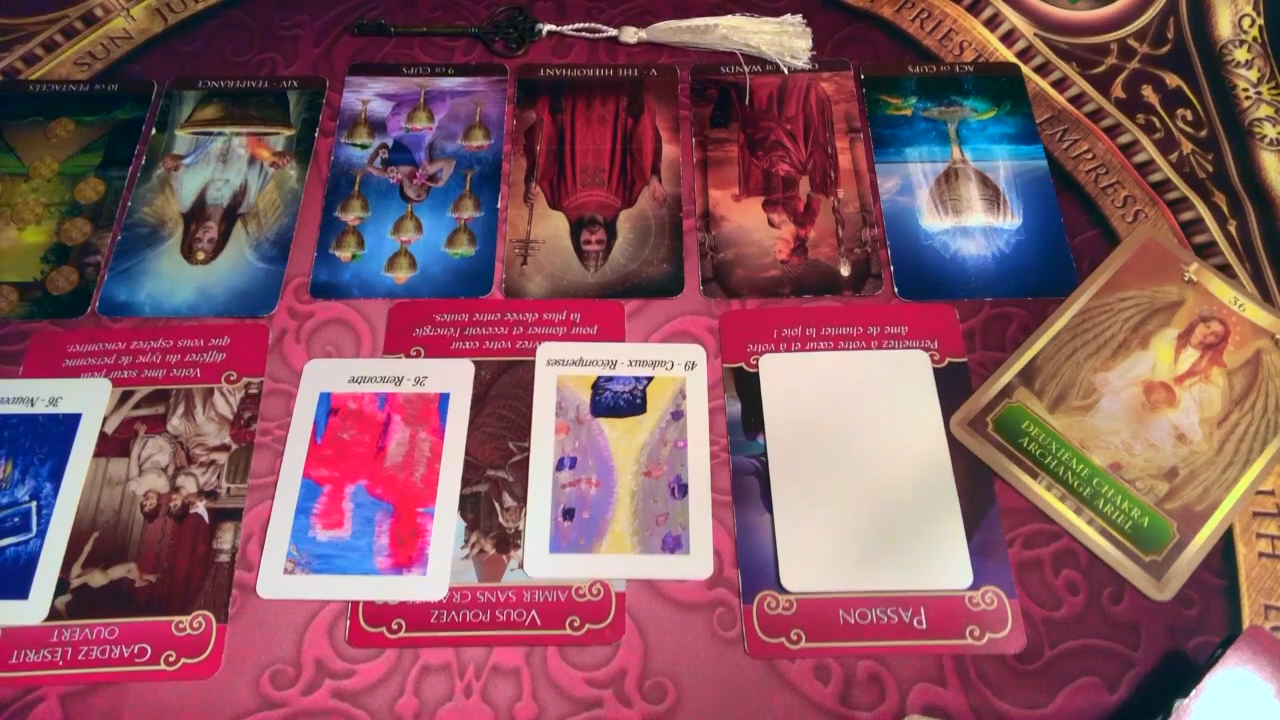 SUN
PRIEST
EMPRESS
10 OF PENTACLES
XIV - TEMPERANCE
9 OF CUPS
V - THE HIEROPHANT
OF WANDS
ACE OF CUPS
36
DEUXIÈME CHAKRA
ARCHANGE ARIEL
Votre âme sœur peut
différer du type de personne
que vous espérez rencontrer.
votre cœur
pour donner et recevoir l'énergie
la plus élevée entre toutes.
Permettez à votre cœur et à votre
âme de chanter la joie !
36 - Nouve
26 - Rencontre
49 - Cadeaux - Récompenses
GARDEZ L'ESPRIT
OUVERT
VOUS POUVEZ
AIMER SANS
PASSION